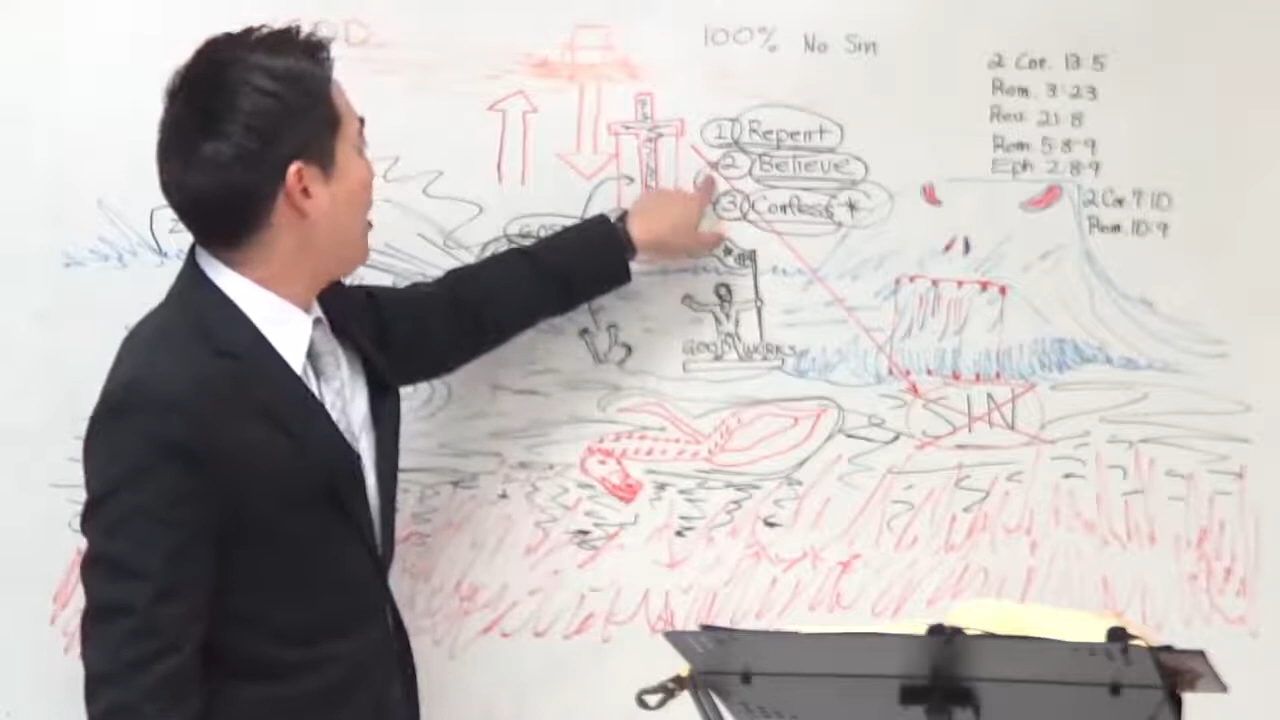 GOD
100% No Sin
2 Cor. 13:5
Rom. 3:23
Rev. 21:8
Rom 5:8-9
Eph 2:8-9
2 Cor 7:10
Rom. 10:9
① Repent
② Believe
③ Confess *
GOOD WORKS
SIN